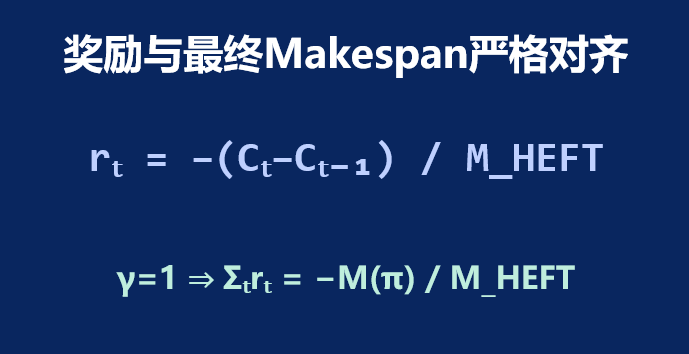 奖励与最终Makespan严格对齐
rₜ = −(Cₜ−Cₜ₋₁) / M_HEFT
γ=1 ⇒ Σₜrₜ = −M(π) / M_HEFT